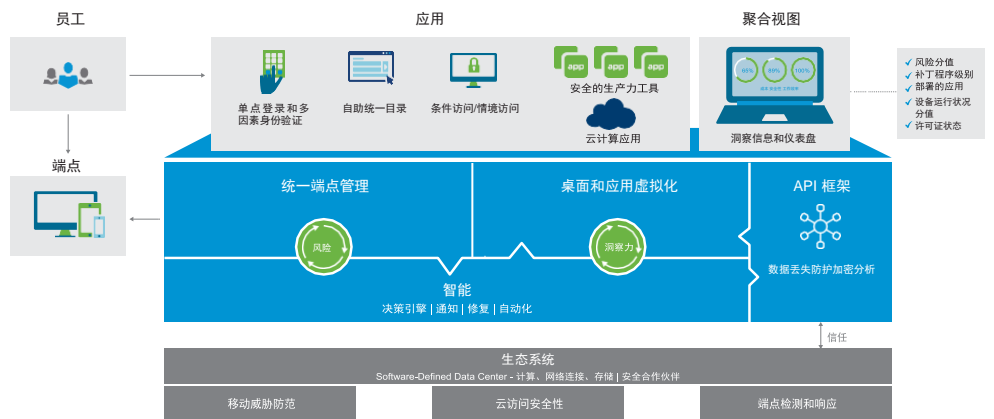 员工
应用
聚合视图
单点登录和多
因素身份验证
自助统一目录
条件访问/情境访问
app
app
app
安全的生产力工具
云计算应用
洞察信息和仪表盘
风险分值
补丁程序级别
部署的应用
设备运行状况
分值
许可证状态
端点
统一端点管理
桌面和应用虚拟化
API 框架
风险
洞察力
数据丢失防护加密分析
智能
决策引擎 | 通知 | 修复 | 自动化
信任
生态系统
Software-Defined Data Center - 计算、网络连接、存储 | 安全合作伙伴
移动威胁防范
云访问安全性
端点检测和响应